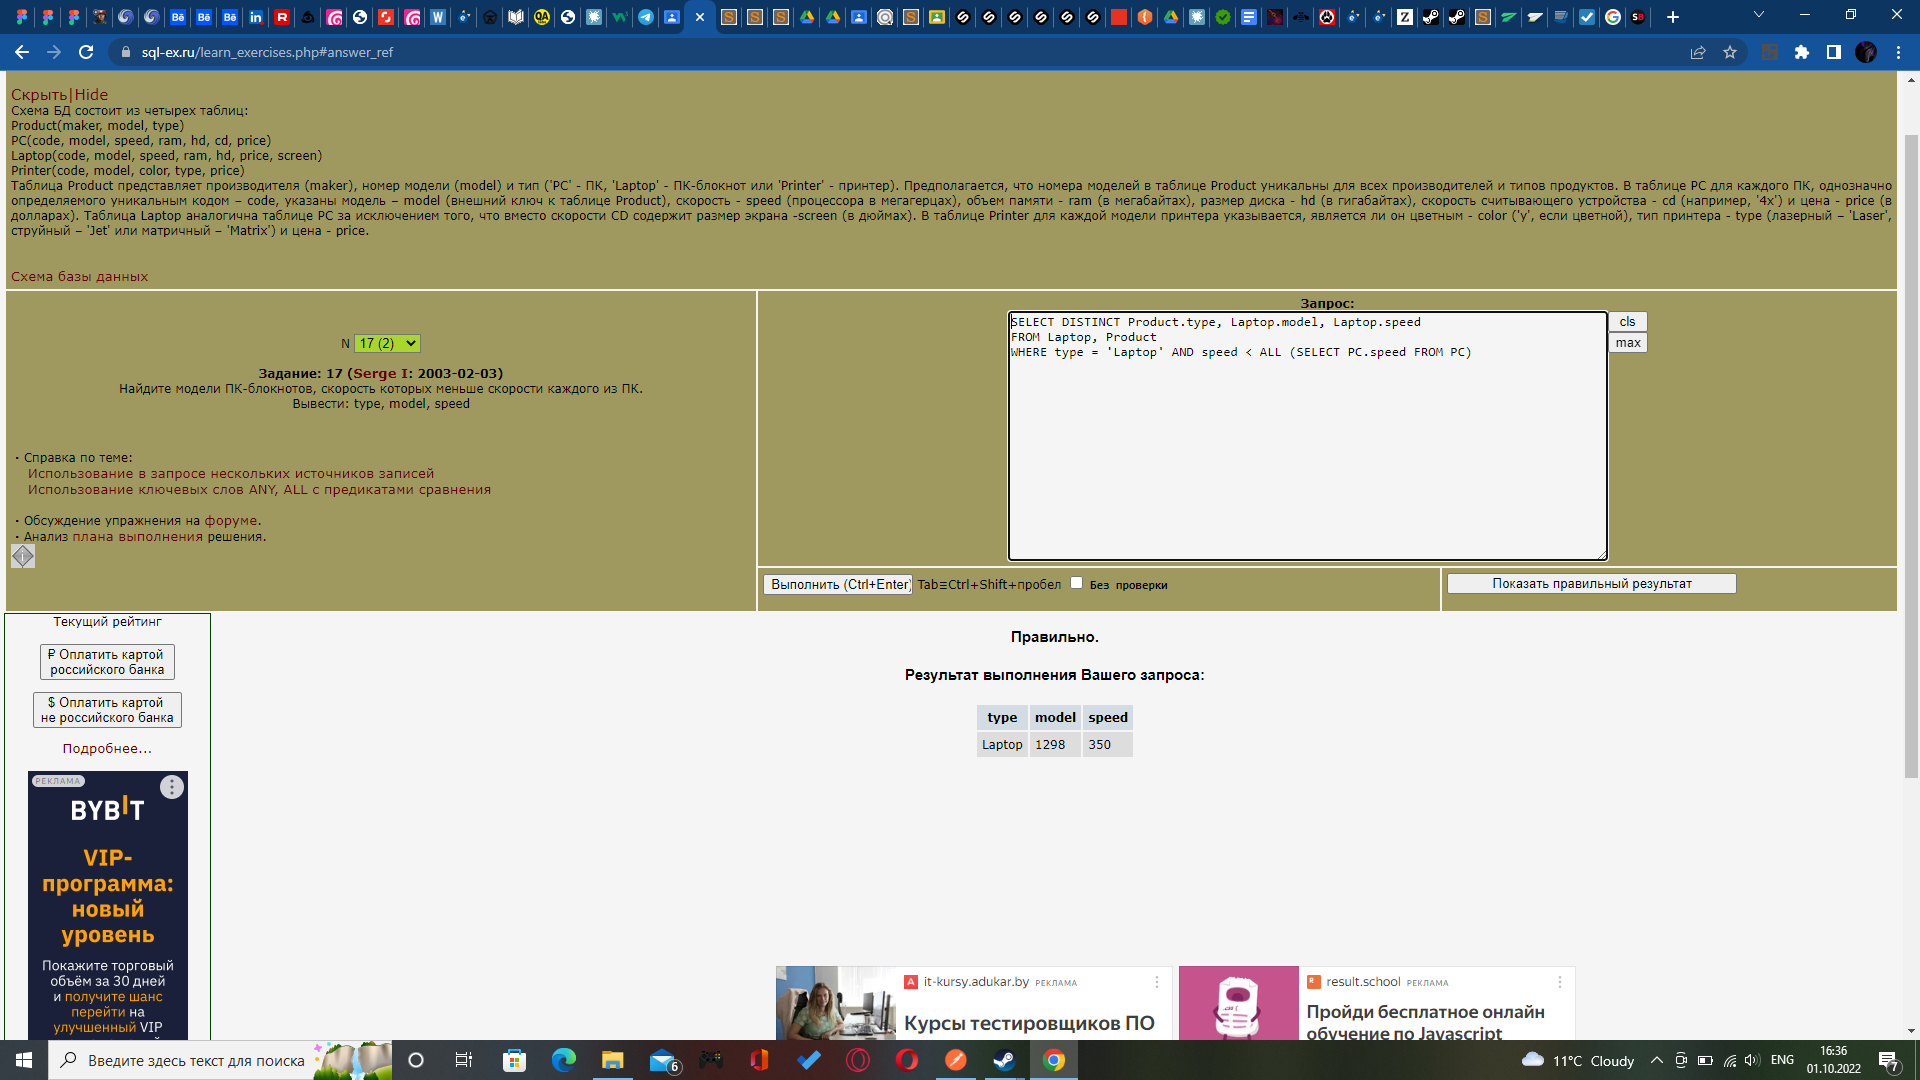 sql-ex.ru/learn_exercises.php#answer_ref
Скрыть|Hide
Схема БД состоит из четырех таблиц:
Product(maker, model, type)
PC(code, model, speed, ram, hd, cd, price)
Laptop(code, model, speed, ram, hd, price, screen)
Printer(code, model, color, type, price)
Таблица Product представляет производителя (maker), номер модели (model) и тип ('PC' - ПК, 'Laptop' - ПК-блокнот или 'Printer' - принтер). Предполагается, что номера моделей в таблице Product уникальны для всех производителей и типов продуктов. В таблице PC для каждого ПК, однозначно
определяемого уникальным кодом – code, указаны модель – model (внешний ключ к таблице Product), скорость - speed (процессора в мегагерцах), объем памяти - ram (в мегабайтах), размер диска - hd (в гигабайтах), скорость считывающего устройства - cd (например, '4x') и цена - price (в
долларах). Таблица Laptop аналогична таблице РС за исключением того, что вместо скорости CD содержит размер экрана -screen (в дюймах). В таблице Printer для каждой модели принтера указывается, является ли он цветным - color ('y', если цветной), тип принтера - type (лазерный – 'Laser',
струйный – 'Jet' или матричный – 'Matrix') и цена - price.
Схема базы данных
N 17 (2)
Задание: 17 (Serge I: 2003-02-03)
Найдите модели ПК-блокнотов, скорость которых меньше скорости каждого из ПК.
Вывести: type, model, speed
· Справка по теме:
Использование в запросе нескольких источников записей
Использование ключевых слов ANY, ALL с предикатами сравнения
· Обсуждение упражнения на форуме.
· Анализ плана выполнения решения.
Запрос:
SELECT DISTINCT Product.type, Laptop.model, Laptop.speed
FROM Laptop, Product
WHERE type = 'Laptop' AND speed < ALL (SELECT PC.speed FROM PC)
cls
max
Выполнить (Ctrl+Enter) Tab≡Ctrl+Shift+пробел Без проверки
Показать правильный результат
Текущий рейтинг
₽ Оплатить картой
российского банка
$ Оплатить картой
не российского банка
Подробнее...
РЕКЛАМА
BYBIT
VIP-
программа:
новый
уровень
Покажите торговый
объём за 30 дней
и получите шанс
перейти на
улучшенный VIP
Правильно.
Результат выполнения Вашего запроса:
type model speed
Laptop 1298 350
it-kursy.adukar.by РЕКЛАМА
Курсы тестировщиков ПО
result.school РЕКЛАМА
Пройди бесплатное онлайн
обучение по Javascript
Введите здесь текст для поиска
6
11°C Cloudy
ENG
16:36
01.10.2022
7